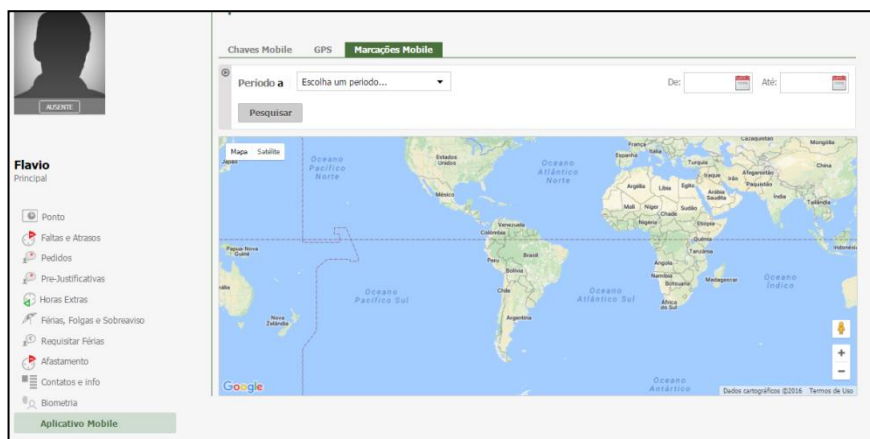 Chaves Mobile GPS Marcações Mobile
Período a Escolha um período... De: Até:
Pesquisar
AUSENTE
Flavio
Principal
Ponto
Faltas e Atrasos
Pedidos
Pre-Justificativas
Horas Extras
Férias, Folgas e Sobreaviso
Requisitar Férias
Afastamento
Contatos e info
Biometria
Aplicativo Mobile
Mapa Satélite
Oceano
Pacífico
Norte
Estados
Unidos
México
Oceano
Atlântico
Norte
França
Espanha
Itália
Turquia
Cazaquistão
Mongólia
China
Iraque
Irão
Afeganistão
Paquistão
Argélia
Líbia
Egito
Arábia
Saudita
Índia
Tailândia
Mali
Níger
Chade
Sudão
Nigéria
Etiópia
Venezuela
Colômbia
Quênia
Tanzânia
Papua Nova
Guiné
Peru
Brasil
Bolívia
Angola
Namíbia
Botsuana
Madagascar
Oceano
Índico
Oceano
Pacífico Sul
Chile
Oceano
Atlântico Sul
África
do Sul
Nova
Zelândia
Argentina
Oceano
Antártico
Google
Dados cartográficos ©2016 Termos de Uso